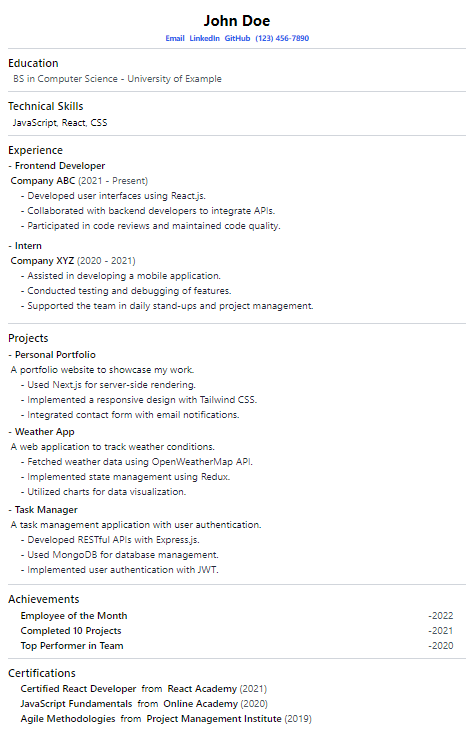 John Doe
Email LinkedIn GitHub (123) 456-7890
Education
BS in Computer Science - University of Example
Technical Skills
JavaScript, React, CSS
Experience
- Frontend Developer
Company ABC (2021 - Present)
- Developed user interfaces using React.js.
- Collaborated with backend developers to integrate APIs.
- Participated in code reviews and maintained code quality.
- Intern
Company XYZ (2020 - 2021)
- Assisted in developing a mobile application.
- Conducted testing and debugging of features.
- Supported the team in daily stand-ups and project management.
Projects
- Personal Portfolio
A portfolio website to showcase my work.
- Used Next.js for server-side rendering.
- Implemented a responsive design with Tailwind CSS.
- Integrated contact form with email notifications.
- Weather App
A web application to track weather conditions.
- Fetched weather data using OpenWeatherMap API.
- Implemented state management using Redux.
- Utilized charts for data visualization.
- Task Manager
A task management application with user authentication.
- Developed RESTful APIs with Express.js.
- Used MongoDB for database management.
- Implemented user authentication with JWT.
Achievements
Employee of the Month -2022
Completed 10 Projects -2021
Top Performer in Team -2020
Certifications
Certified React Developer from React Academy (2021)
JavaScript Fundamentals from Online Academy (2020)
Agile Methodologies from Project Management Institute (2019)